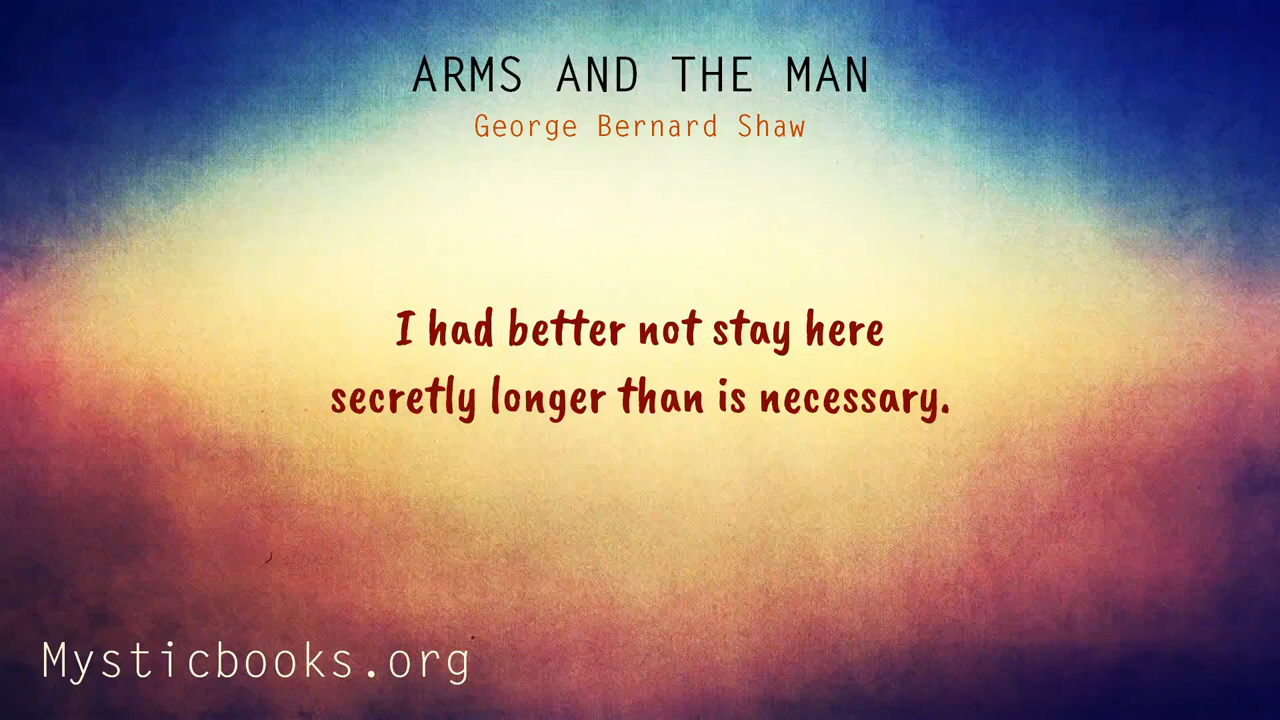 ARMS AND THE MAN
George Bernard Shaw
I had better not stay here
secretly longer than is necessary.
Mysticbooks.org